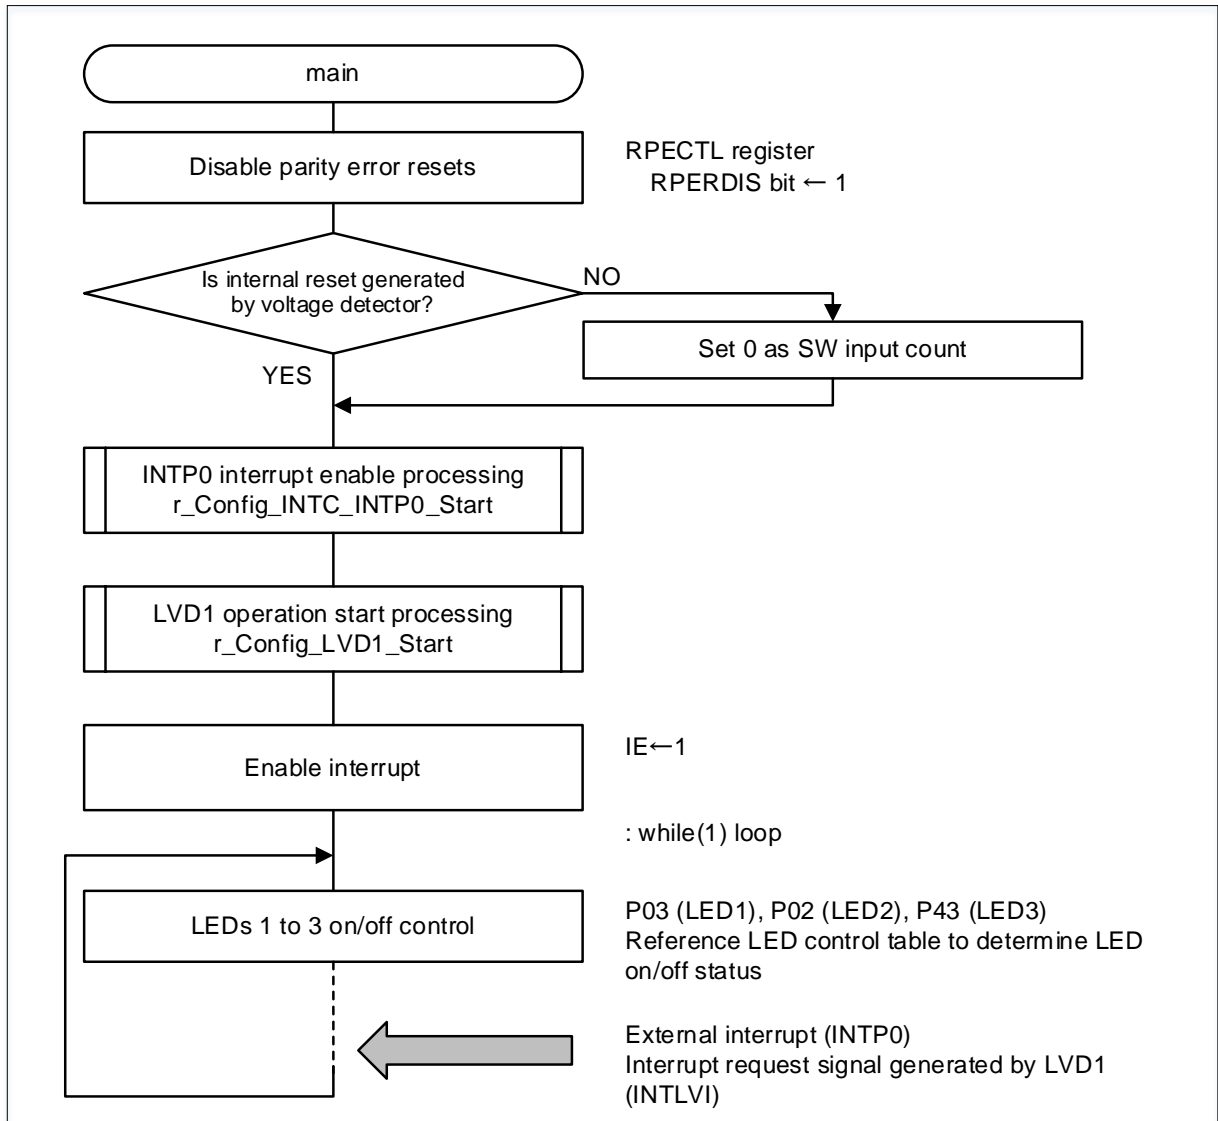 main
Disable parity error resets
RPECTL register
RPERDIS bit ← 1
Is internal reset generated
by voltage detector?
NO
Set 0 as SW input count
YES
INTP0 interrupt enable processing
r_Config_INTC_INTP0_Start
LVD1 operation start processing
r_Config_LVD1_Start
Enable interrupt
IE←1
: while(1) loop
LEDs 1 to 3 on/off control
P03 (LED1), P02 (LED2), P43 (LED3)
Reference LED control table to determine LED
on/off status
External interrupt (INTP0)
Interrupt request signal generated by LVD1
(INTLVI)